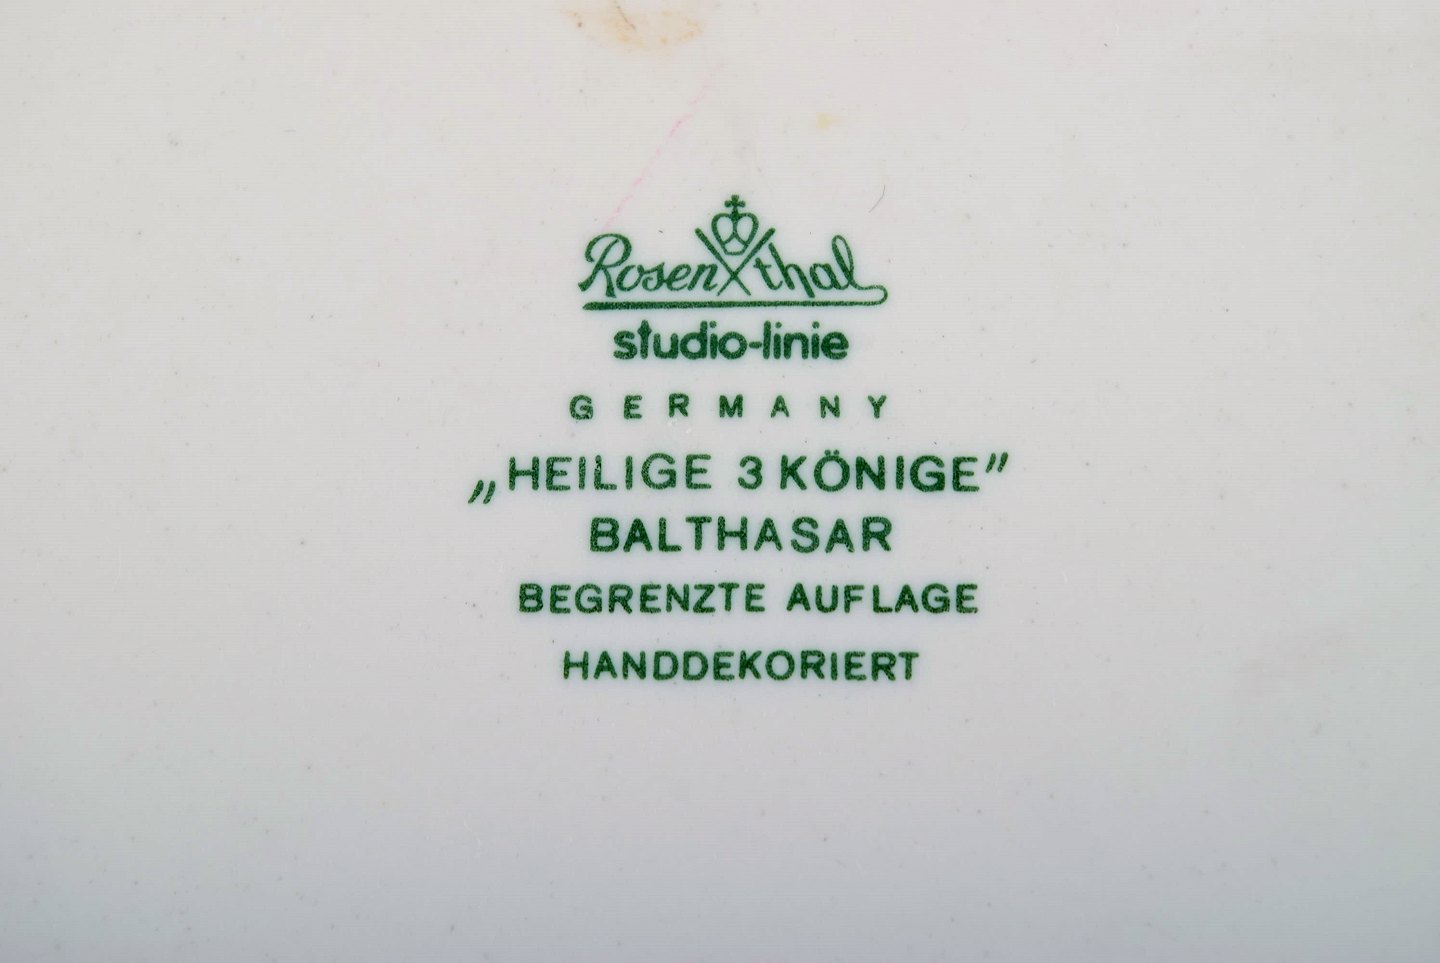 Rosenthal
studio-linie
GERMANY
„HEILIGE 3 KÖNIGE”
BALTHASAR
BEGRENZTE AUFLAGE
HANDDEKORIERT